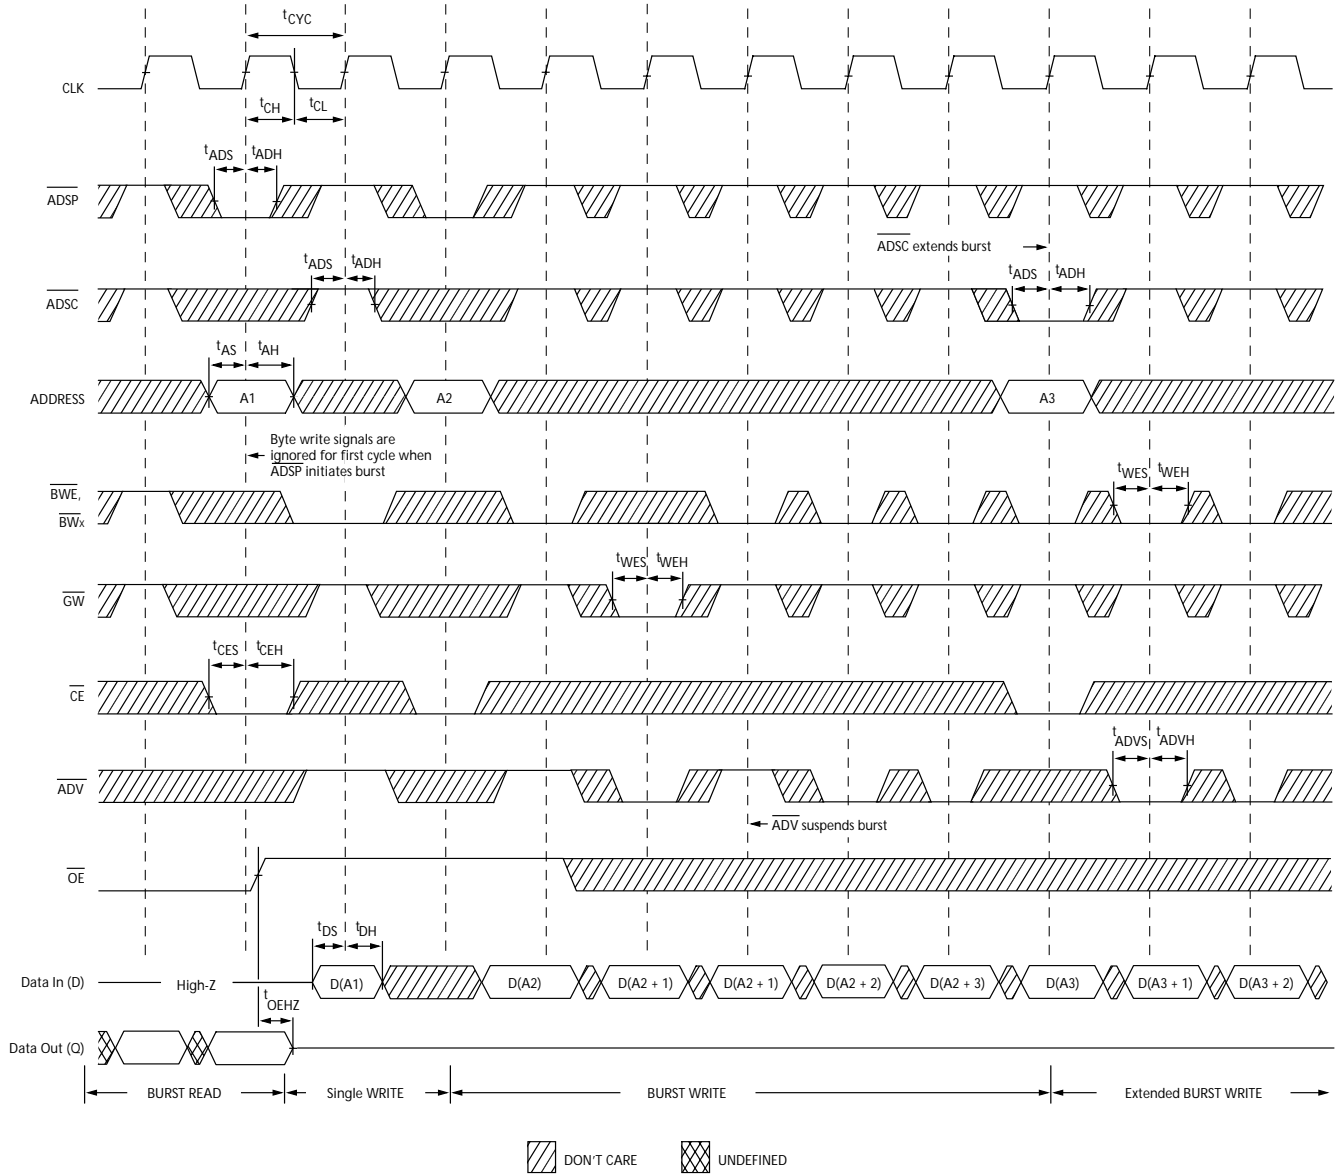 tCYC
CLK
tCH
tCL
tADS
tADH
ADSP
ADSC extends burst
tADS
tADH
tADS
tADH
ADSC
tAS
tAH
ADDRESS
A1
A2
A3
Byte write signals are
ignored for first cycle when
ADSP initiates burst
BWE,
BWx
tWES
tWEH
tWES
tWEH
GW
tCES
tCEH
CE
tADVS
tADVH
ADV
ADV suspends burst
OE
tDS
tDH
Data In (D)
High-Z
D(A1)
D(A2)
D(A2 + 1)
D(A2 + 1)
D(A2 + 2)
D(A2 + 3)
D(A3)
D(A3 + 1)
D(A3 + 2)
tOEHZ
Data Out (Q)
BURST READ
Single WRITE
BURST WRITE
Extended BURST WRITE
DON'T CARE
UNDEFINED